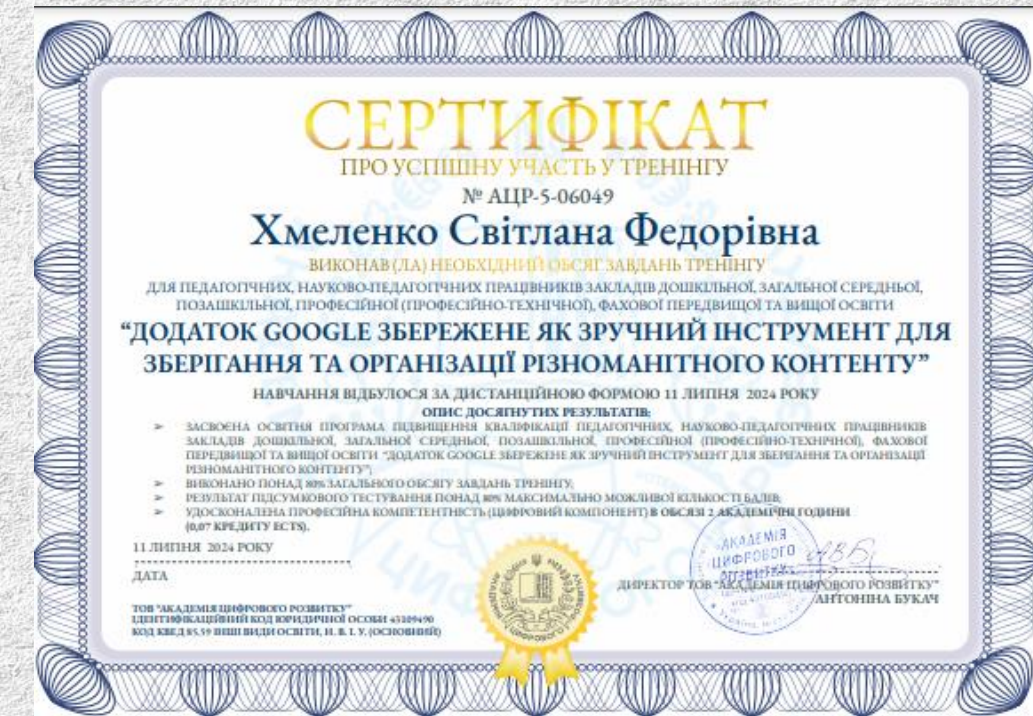 СЕРТИФІКАТ
ПРО УСПІШНУ УЧАСТЬ У ТРЕНІНГУ
№ АЦР-5-06049
Хмеленко Світлана Федорівна
ВИКОНАВ(ЛА) НЕОБХІДНИЙ ОБСЯГ ЗАВДАНЬ ТРЕНІНГУ
ДЛЯ ПЕДАГОГІЧНИХ, НАУКОВО-ПЕДАГОГІЧНИХ ПРАЦІВНИКІВ ЗАКЛАДІВ ДОШКІЛЬНОЇ, ЗАГАЛЬНОЇ СЕРЕДНЬОЇ,
ПОЗАШКІЛЬНОЇ, ПРОФЕСІЙНОЇ (ПРОФЕСІЙНО-ТЕХНІЧНОЇ), ФАХОВОЇ ПЕРЕДВИЩОЇ ТА ВИЩОЇ ОСВІТИ
“ДОДАТОК GOOGLE ЗБЕРЕЖЕНЕ ЯК ЗРУЧНИЙ ІНСТРУМЕНТ ДЛЯ
ЗБЕРІГАННЯ ТА ОРГАНІЗАЦІЇ РІЗНОМАНІТНОГО КОНТЕНТУ”
НАВЧАННЯ ВІДБУЛОСЯ ЗА ДИСТАНЦІЙНОЮ ФОРМОЮ 11 ЛИПНЯ 2024 РОКУ
ОПИС ДОСЯГНУТИХ РЕЗУЛЬТАТІВ:
➢ ЗАСВОЄНА ОСВІТНЯ ПРОГРАМА ПІДВИЩЕННЯ КВАЛІФІКАЦІЇ ПЕДАГОГІЧНИХ, НАУКОВО-ПЕДАГОГІЧНИХ ПРАЦІВНИКІВ
ЗАКЛАДІВ ДОШКІЛЬНОЇ, ЗАГАЛЬНОЇ СЕРЕДНЬОЇ, ПОЗАШКІЛЬНОЇ, ПРОФЕСІЙНОЇ (ПРОФЕСІЙНО-ТЕХНІЧНОЇ), ФАХОВОЇ
ПЕРЕДВИЩОЇ ТА ВИЩОЇ ОСВІТИ “ДОДАТОК GOOGLE ЗБЕРЕЖЕНЕ ЯК ЗРУЧНИЙ ІНСТРУМЕНТ ДЛЯ ЗБЕРІГАННЯ ТА ОРГАНІЗАЦІЇ
РІЗНОМАНІТНОГО КОНТЕНТУ”;
➢ ВИКОНАНО ПОНАД 80% ЗАГАЛЬНОГО ОБСЯГУ ЗАВДАНЬ ТРЕНІНГУ;
➢ РЕЗУЛЬТАТ ПІДСУМКОВОГО ТЕСТУВАННЯ ПОНАД 80% МАКСИМАЛЬНО МОЖЛИВОЇ КІЛЬКОСТІ БАЛІВ;
➢ УДОСКОНАЛЕНА ПРОФЕСІЙНА КОМПЕТЕНТНІСТЬ (ЦИФРОВИЙ КОМПОНЕНТ) В ОБСЯЗІ 2 АКАДЕМІЧНІ ГОДИНИ
(0,07 КРЕДИТУ ECTS).
11 ЛИПНЯ 2024 РОКУ
ДАТА
АКАДЕМІЯ
ЦИФРОВОГО
РОЗВИТКУ
ДИРЕКТОР ТОВ “АКАДЕМІЯ ЦИФРОВОГО РОЗВИТКУ”
АНТОНІНА БУКАЧ
ТОВ “АКАДЕМІЯ ЦИФРОВОГО РОЗВИТКУ”
ІДЕНТИФІКАЦІЙНИЙ КОД ЮРИДИЧНОЇ ОСОБИ 43109490
КОД КВЕД 85.59 ІНШІ ВИДИ ОСВІТИ, Н. В. І. У. (ОСНОВНИЙ)